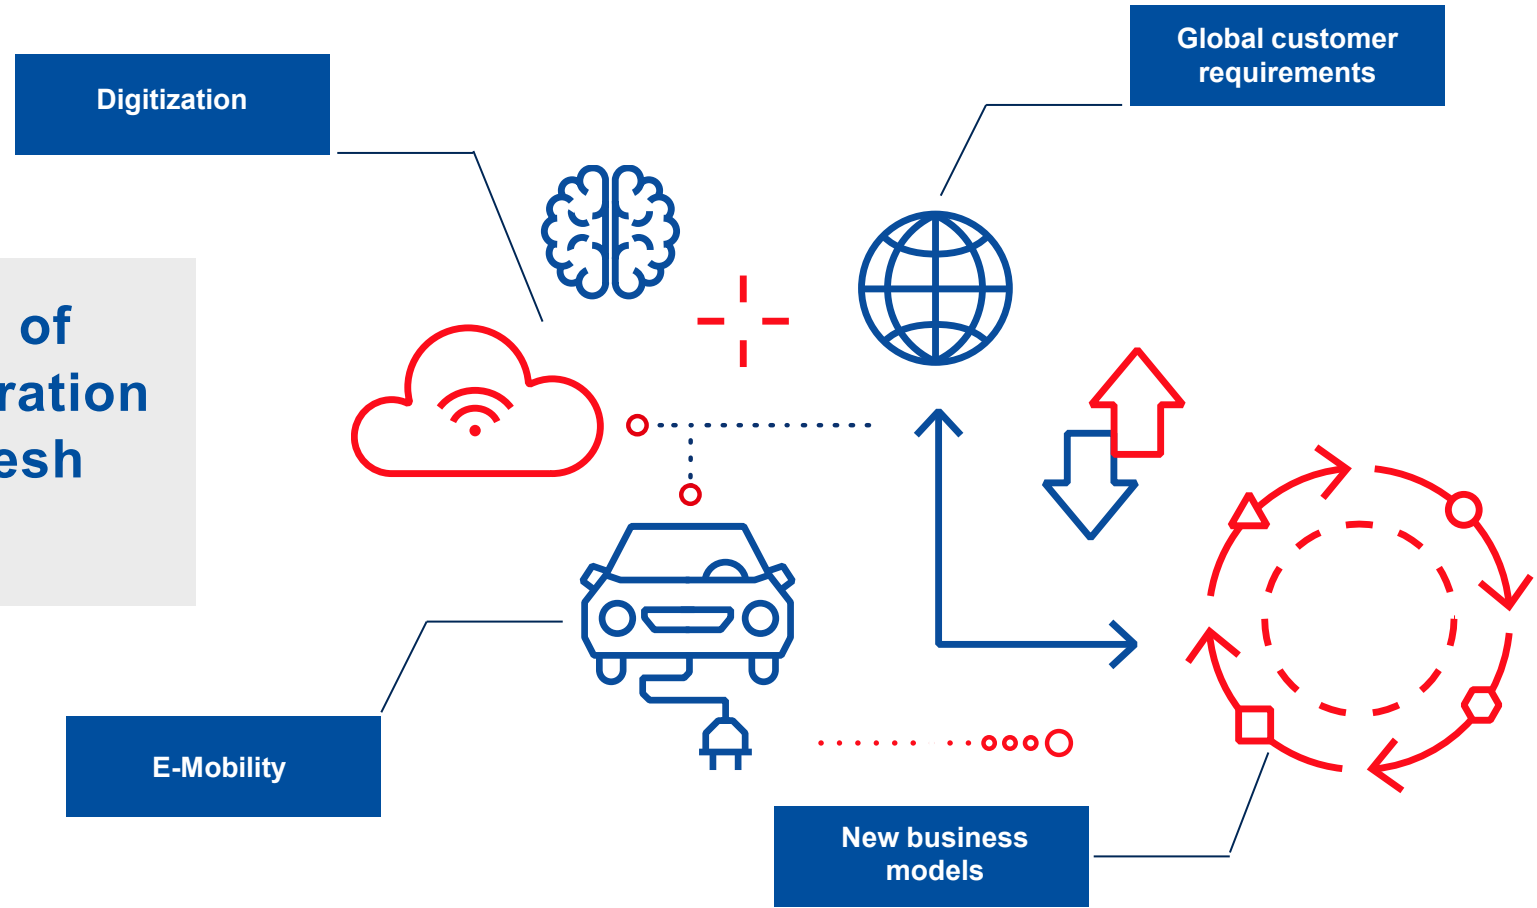 Global customer
requirements
Digitization
of
ration
esh
E-Mobility
New business
models